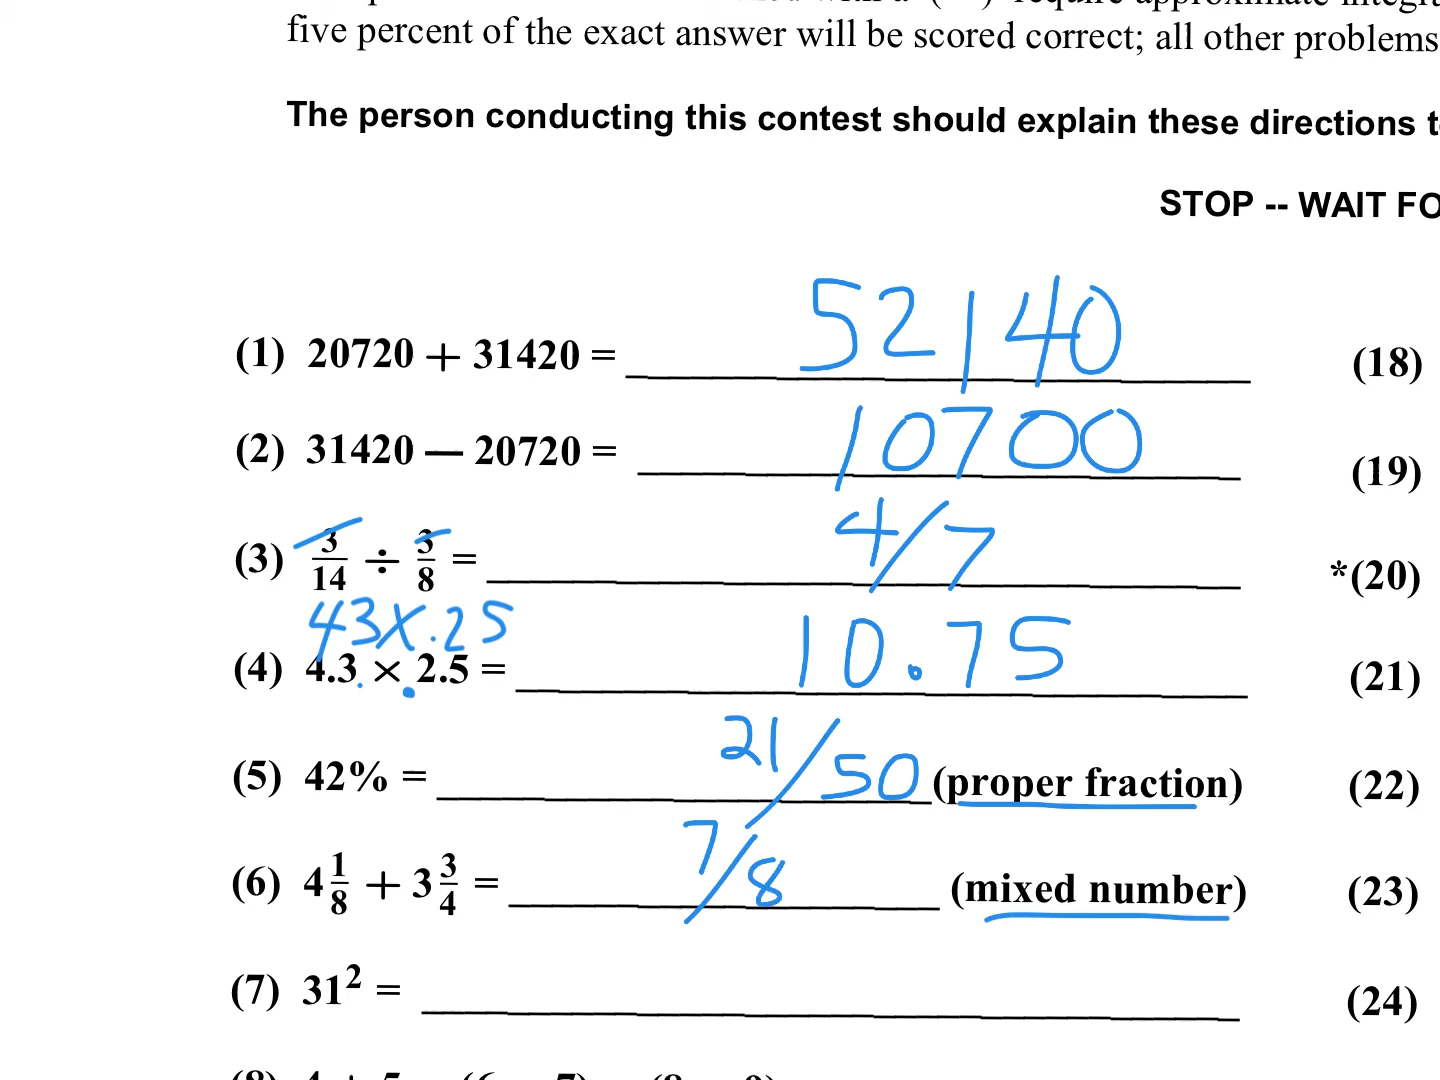 five percent of the exact answer will be scored correct; all other problems
The person conducting this contest should explain these directions
STOP -- WAIT FO
(1) 20720 + 31420 = 52140 (18)
(2) 31420 — 20720 = 10700 (19)
(3) 3/14 ÷ 3/8 = 4/7 *(20)
43X.25
(4) 4.3 × 2.5 = 10.75 (21)
(5) 42% = 21/50 (proper fraction) (22)
(6) 4 1/8 + 3 3/4 = 7/8 (mixed number) (23)
(7) 31² = (24)